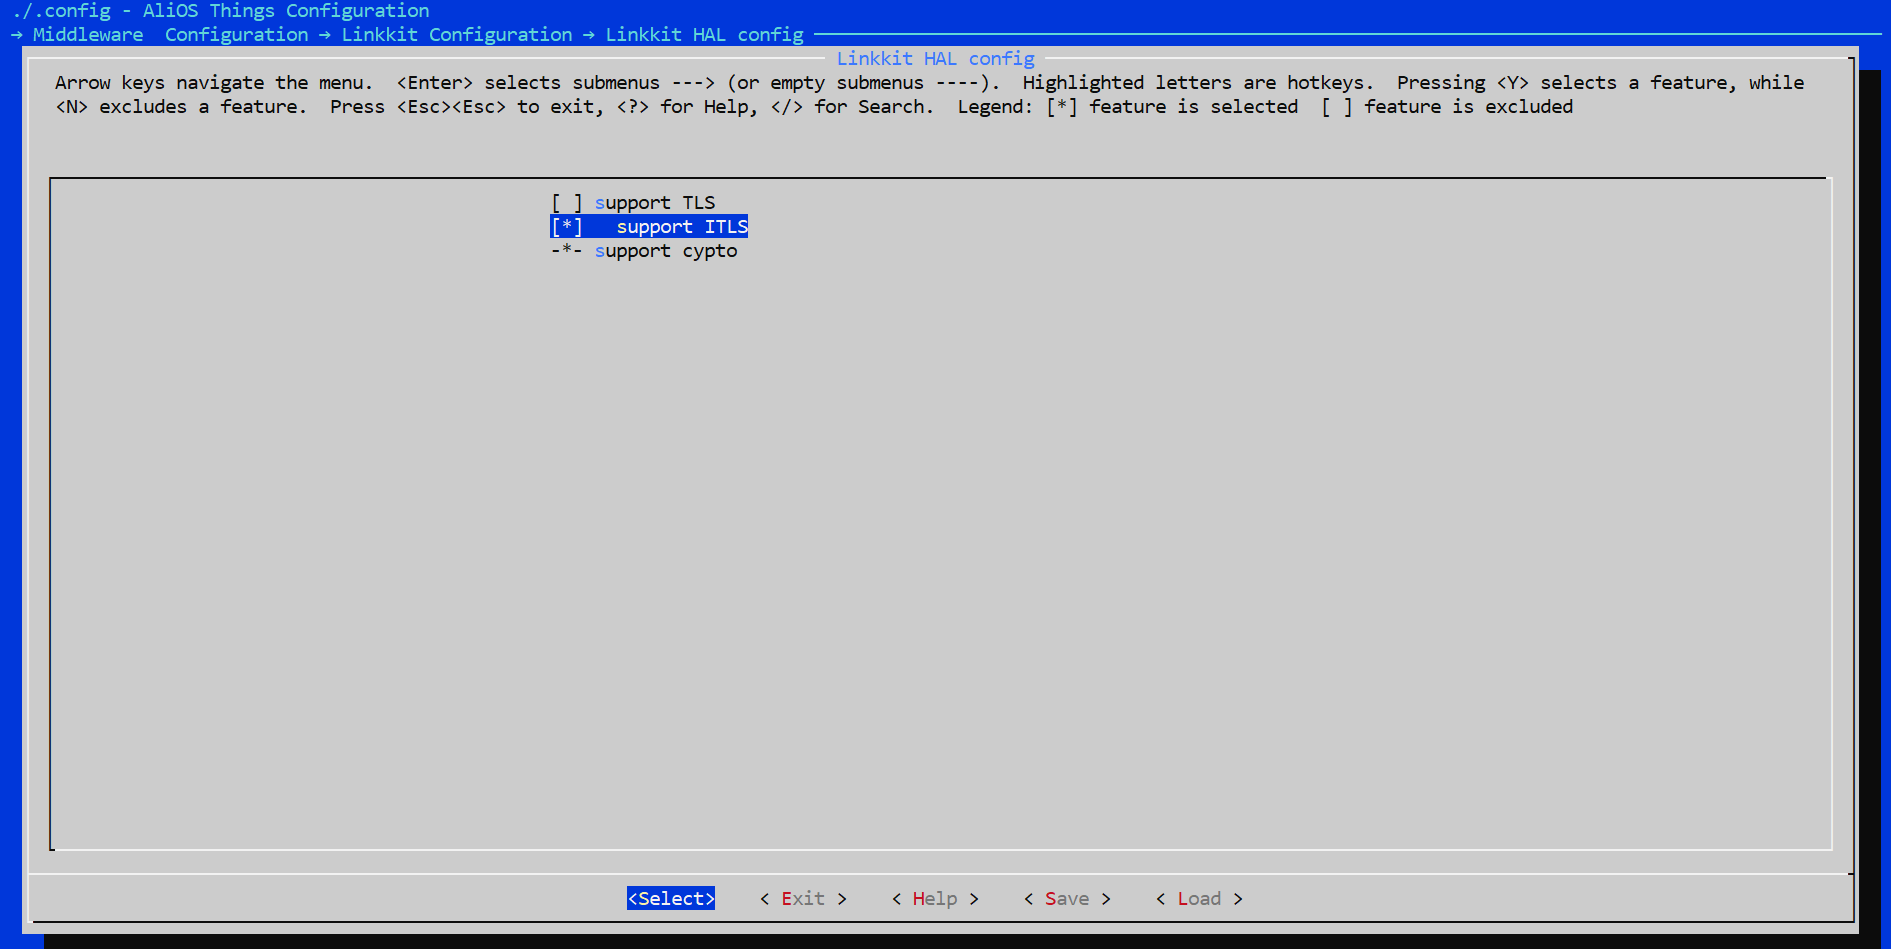 ./.config - AliOS Things Configuration
→ Middleware  Configuration → Linkkit Configuration → Linkkit HAL config
Linkkit HAL config
Arrow keys navigate the menu.  <Enter> selects submenus ---> (or empty submenus ----).  Highlighted letters are hotkeys.  Pressing <Y> selects a feature, while
<N> excludes a feature.  Press <Esc><Esc> to exit, <?> for Help, </> for Search.  Legend: [*] feature is selected  [ ] feature is excluded
[ ] support TLS
[*]   support ITLS
-*- support cypto
<Select>    < Exit >    < Help >    < Save >    < Load >